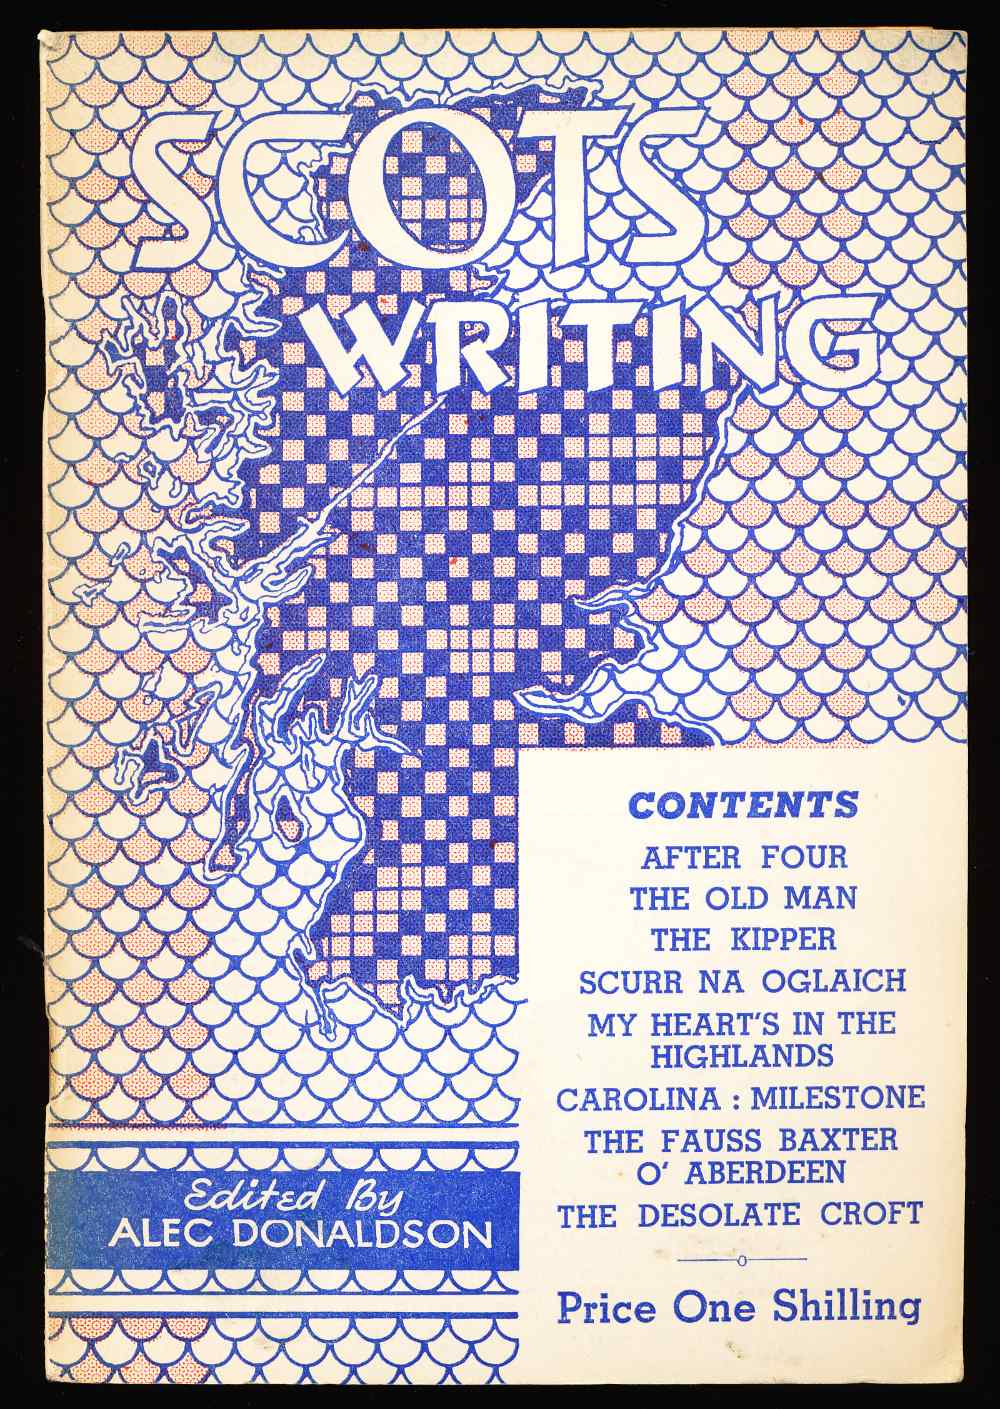 SCOTS
WRITING
CONTENTS
AFTER FOUR
THE OLD MAN
THE KIPPER
SCURR NA OGLAICH
MY HEART'S IN THE
HIGHLANDS
CAROLINA : MILESTONE
THE FAUSS BAXTER
O' ABERDEEN
THE DESOLATE CROFT
Price One Shilling
Edited By
ALEC DONALDSON